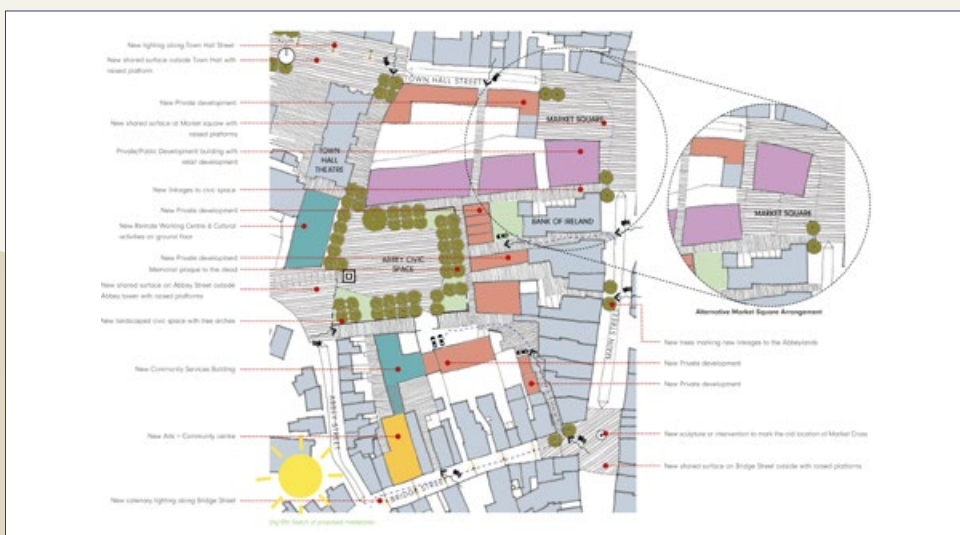 New lighting along Town Hall Street
New shared surface outside Town Hall with
raised platform
New Private development
New shared surface at Market square with
raised platforms
Private/Public Development building with
retail development
New linkages to civic space
New Private development
New Remote Working Centre & Cultural
activities on ground floor
New Private development
Memorial plaque to the dead
New shared surface on Abbey Street outside
Abbey tower with raised platforms
New landscaped civic space with tree arches
New Community Services Building
New Arts + Community centre
New catenary lighting along Bridge Street
TOWN HALL STREET
MARKET SQUARE
TOWN
HALL
THEATRE
BANK OF IRELAND
ABBEY CIVIC
SPACE
MAIN STREET
ABBEY STREET
BRIDGE STREET
MARKET SQUARE
Alternative Market Square Arrangement
New trees marking new linkages to the Abbeylands
New Private development
New Private development
New sculpture or intervention to mark the old location of Market Cross
New shared surface on Bridge Street outside with raised platforms
Sketch of proposed masterplan